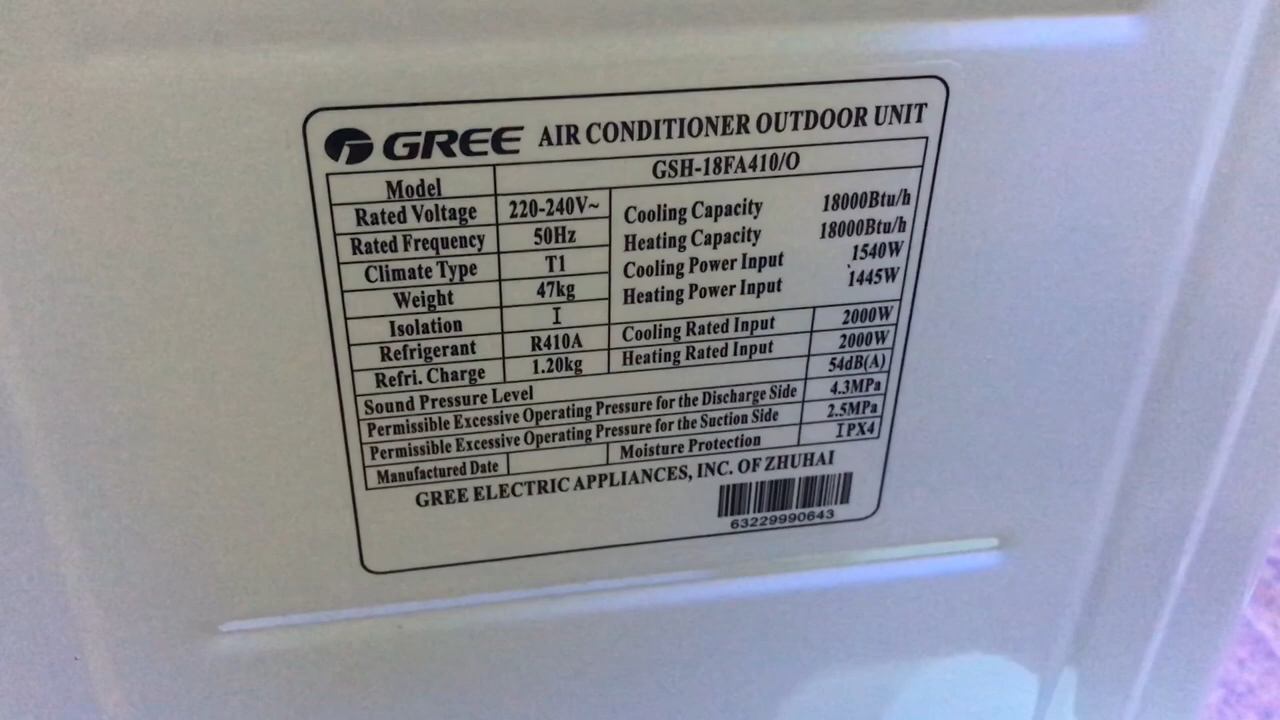 GREE AIR CONDITIONER OUTDOOR UNIT
Model GSH-18FA410/O
Rated Voltage 220-240V~ Cooling Capacity 18000Btu/h
Rated Frequency 50Hz Heating Capacity 18000Btu/h
Climate Type T1 Cooling Power Input 1540W
Weight 47kg Heating Power Input 1445W
Isolation I Cooling Rated Input 2000W
Refrigerant R410A Heating Rated Input 2000W
Refri. Charge 1.20kg
Sound Pressure Level 54dB(A)
Permissible Excessive Operating Pressure for the Discharge Side 4.3MPa
Permissible Excessive Operating Pressure for the Suction Side 2.5MPa
Manufactured Date Moisture Protection IPX4
GREE ELECTRIC APPLIANCES, INC. OF ZHUHAI
63229990643